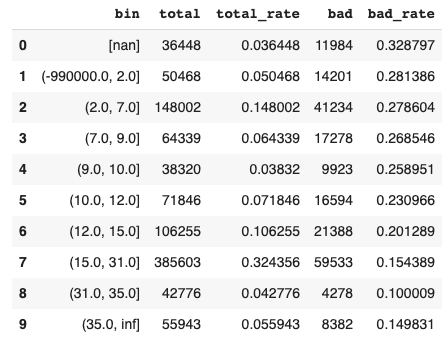 bin total total_rate bad bad_rate
0 [nan] 36448 0.036448 11984 0.328797
1 (-990000.0, 2.0] 50468 0.050468 14201 0.281386
2 (2.0, 7.0] 148002 0.148002 41234 0.278604
3 (7.0, 9.0] 64339 0.064339 17278 0.268546
4 (9.0, 10.0] 38320 0.03832 9923 0.258951
5 (10.0, 12.0] 71846 0.071846 16594 0.230966
6 (12.0, 15.0] 106255 0.106255 21388 0.201289
7 (15.0, 31.0] 385603 0.324356 59533 0.154389
8 (31.0, 35.0] 42776 0.042776 4278 0.100009
9 (35.0, inf] 55943 0.055943 8382 0.149831